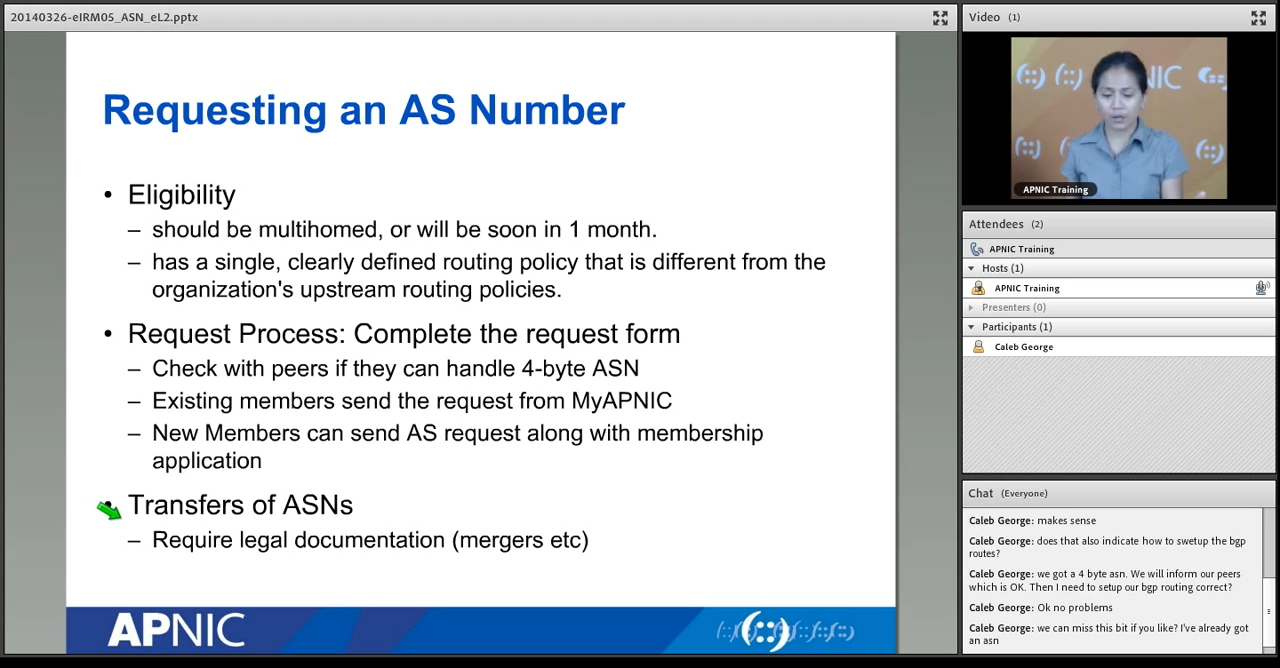 20140326-eIRM05_ASN_eL2.pptx
Requesting an AS Number
• Eligibility
– should be multihomed, or will be soon in 1 month.
– has a single, clearly defined routing policy that is different from the
organization's upstream routing policies.
• Request Process: Complete the request form
– Check with peers if they can handle 4-byte ASN
– Existing members send the request from MyAPNIC
– New Members can send AS request along with membership
application
Transfers of ASNs
– Require legal documentation (mergers etc)
APNIC
Video (1)
NIC
APNIC Training
Attendees (2)
APNIC Training
Hosts (1)
APNIC Training
Presenters (0)
Participants (1)
Caleb George
Chat (Everyone)
Caleb George: makes sense
Caleb George: does that also indicate how to swetup the bgp
routes?
Caleb George: we got a 4 byte asn. We will inform our peers
which is OK. Then I need to setup our bgp routing correct?
Caleb George: Ok no problems
Caleb George: we can miss this bit if you like? I've already got
an asn